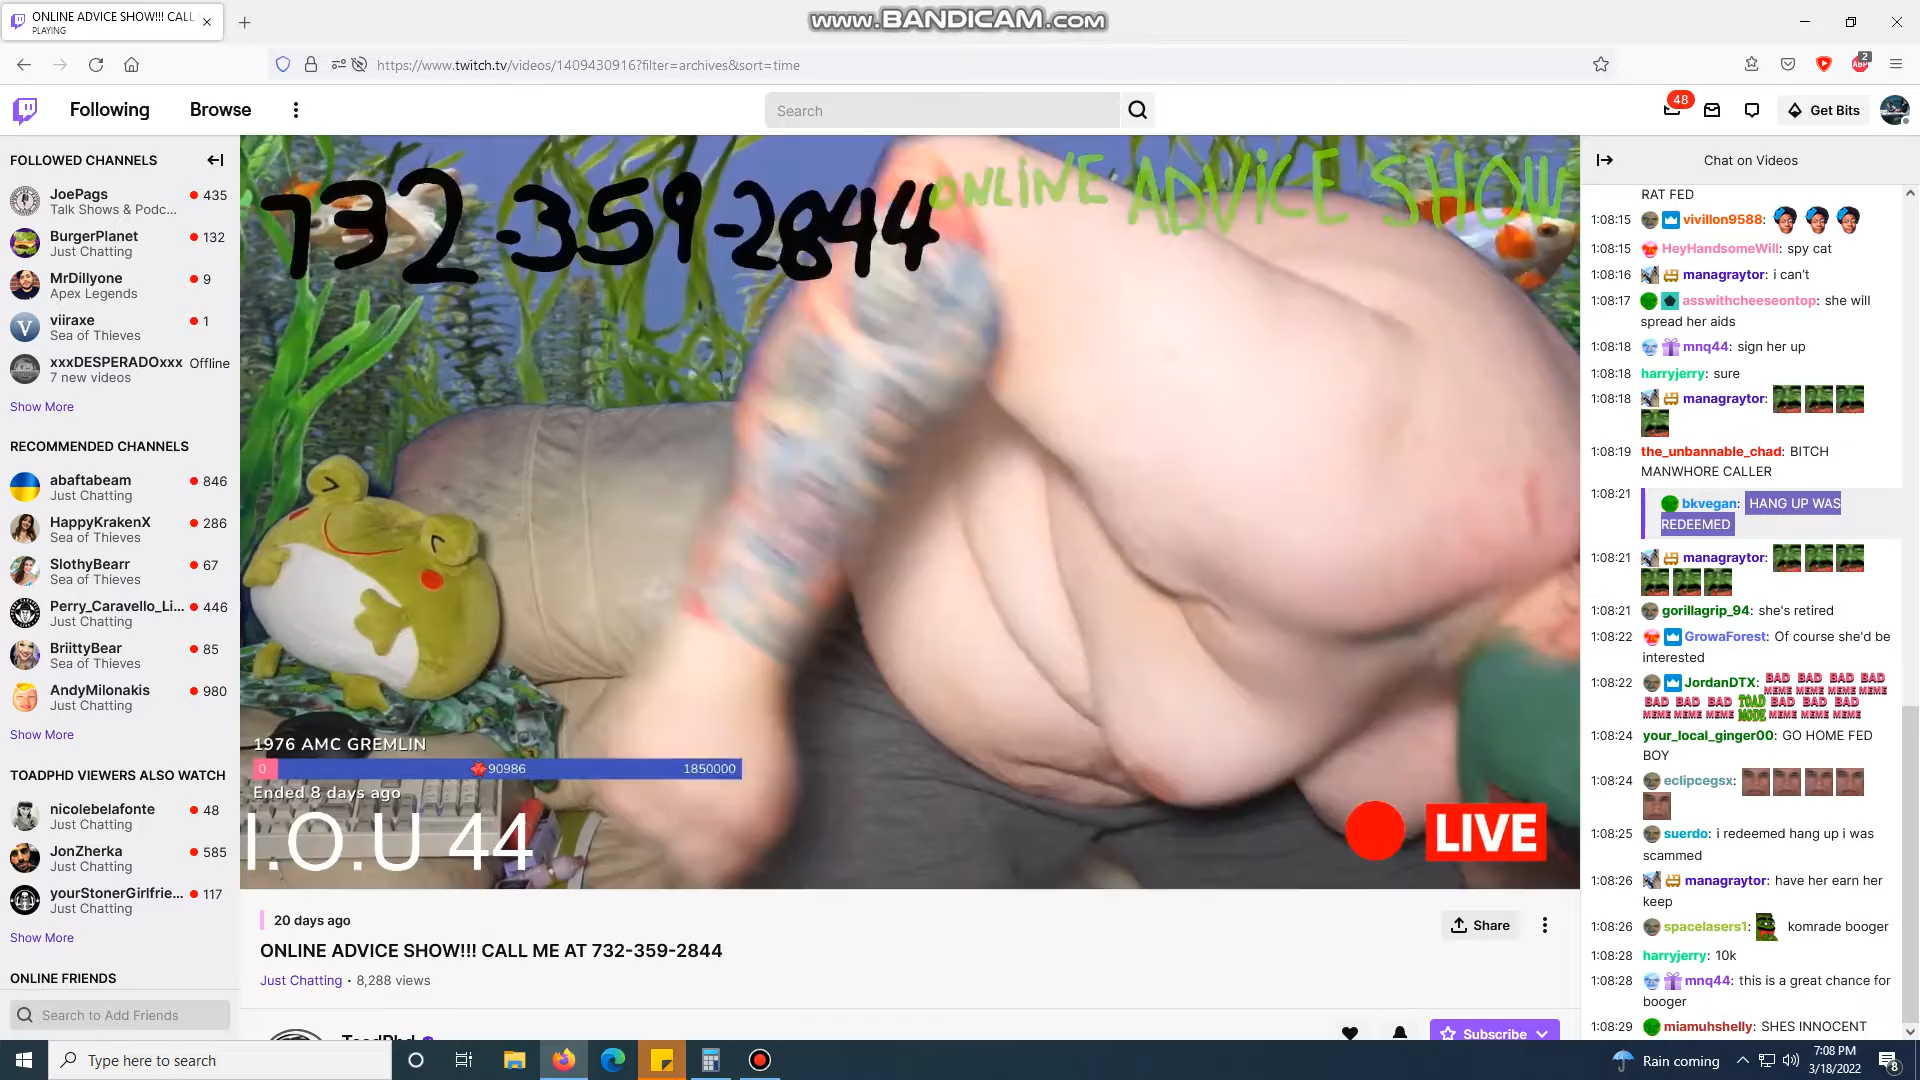 ONLINE ADVICE SHOW!!! CALL
PLAYING
www.BANDICAM.com
https://www.twitch.tv/videos/1409430916?filter=archives&sort=time
2
Following
Browse
Search
48
Get Bits
FOLLOWED CHANNELS
JoePags
435
Talk Shows & Podc...
BurgerPlanet
132
Just Chatting
MrDillyone
9
Apex Legends
viiraxe
1
Sea of Thieves
xxxDESPERADOxxx
Offline
7 new videos
Show More
RECOMMENDED CHANNELS
abaftabeam
846
Just Chatting
HappyKrakenX
286
Sea of Thieves
SlothyBearr
67
Sea of Thieves
Perry_Caravello_Li...
446
Just Chatting
BriittyBear
85
Sea of Thieves
AndyMilonakis
980
Just Chatting
Show More
TOADPHD VIEWERS ALSO WATCH
nicolebelafonte
48
Just Chatting
JonZherka
585
Just Chatting
yourStonerGirlfrie...
117
Just Chatting
Show More
ONLINE FRIENDS
Search to Add Friends
732-359-2844
ONLINE ADVICE SHOW
1976 AMC GREMLIN
0 90986 1850000
Ended 8 days ago
I.O.U 44
LIVE
20 days ago
Share
ONLINE ADVICE SHOW!!! CALL ME AT 732-359-2844
Just Chatting • 8,288 views
ToadPhd
Subscribe
Chat on Videos
RAT FED
1:08:15 vivillon9588:
1:08:15 HeyHandsomeWill: spy cat
1:08:16 managraytor: i can't
1:08:17 asswithcheeseontop: she will
spread her aids
1:08:18 mnq44: sign her up
1:08:18 harryjerry: sure
1:08:18 managraytor:
1:08:19 the_unbannable_chad: BITCH
MANWHORE CALLER
1:08:21 bkvegan: HANG UP WAS
REDEEMED
1:08:21 managraytor:
1:08:21 gorillagrip_94: she's retired
1:08:22 GrowaForest: Of course she'd be
interested
1:08:22 JordanDTX: BAD MEME BAD MEME BAD MEME BAD MEME
BAD MEME BAD MEME BAD MEME TOAD MODE BAD MEME BAD MEME BAD MEME
1:08:24 your_local_ginger00: GO HOME FED
BOY
1:08:24 eclipcegsx:
1:08:25 suerdo: i redeemed hang up i was
scammed
1:08:26 managraytor: have her earn her
keep
1:08:26 spacelasers1: komrade booger
1:08:28 harryjerry: 10k
1:08:28 mnq44: this is a great chance for
booger
1:08:29 miamuhshelly: SHES INNOCENT
Type here to search
Rain coming
7:08 PM
3/18/2022
8